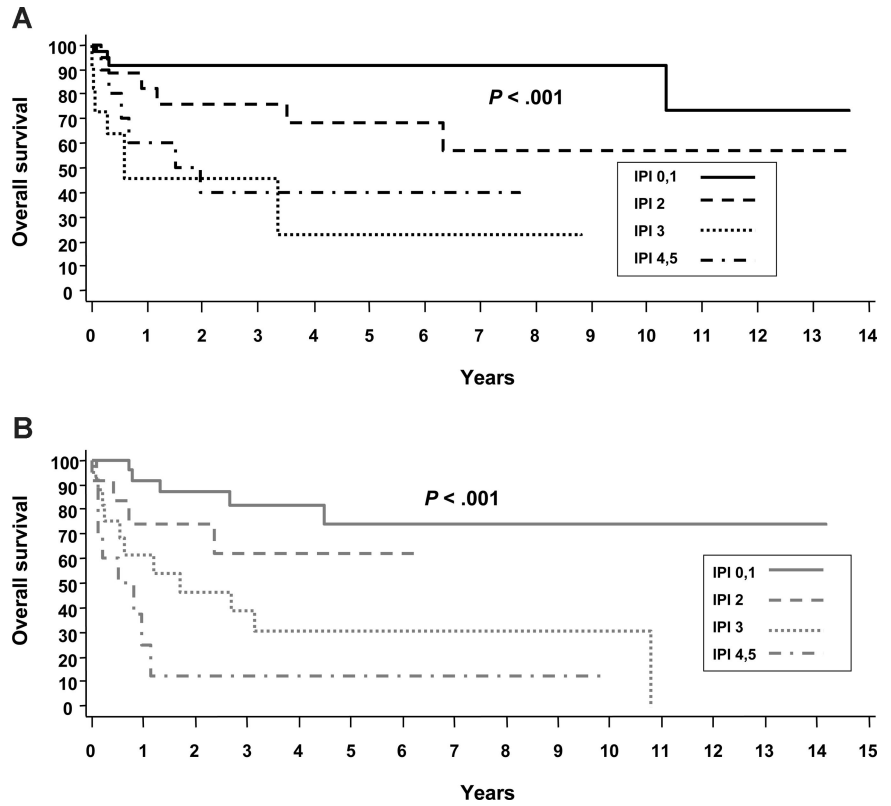 A
100
90
80
70
60
50
40
30
20
10
0
Overall survival
P < .001
IPI 0,1
IPI 2
IPI 3
IPI 4,5
0 1 2 3 4 5 6 7 8 9 10 11 12 13 14
Years
B
100
90
80
70
60
50
40
30
20
10
0
Overall survival
P < .001
IPI 0,1
IPI 2
IPI 3
IPI 4,5
0 1 2 3 4 5 6 7 8 9 10 11 12 13 14 15
Years